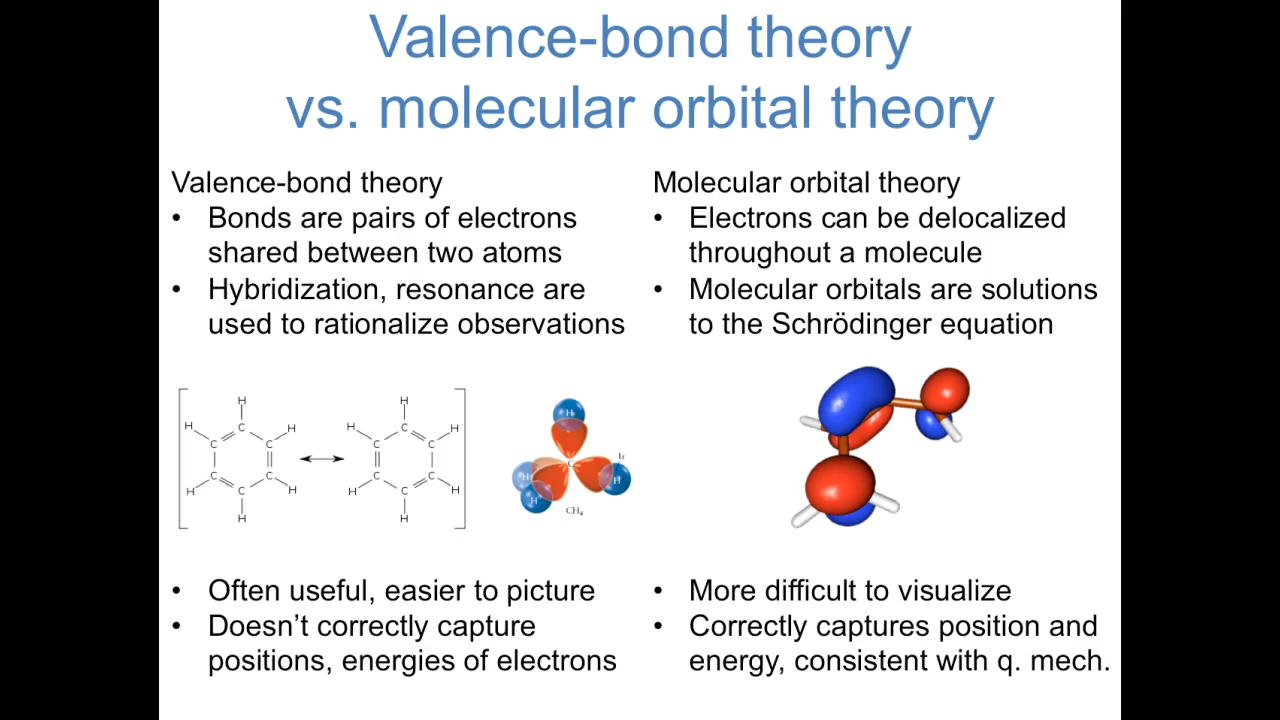 Valence-bond theory
vs. molecular orbital theory
Valence-bond theory
• Bonds are pairs of electrons
shared between two atoms
• Hybridization, resonance are
used to rationalize observations
Molecular orbital theory
• Electrons can be delocalized
throughout a molecule
• Molecular orbitals are solutions
to the Schrödinger equation
H
H C H
C C
C C
H C H
H
H
H C H
C C
C C
H C H
H
H
C
1s
H H
H
CH₄
• Often useful, easier to picture
• Doesn’t correctly capture
positions, energies of electrons
• More difficult to visualize
• Correctly captures position and
energy, consistent with q. mech.